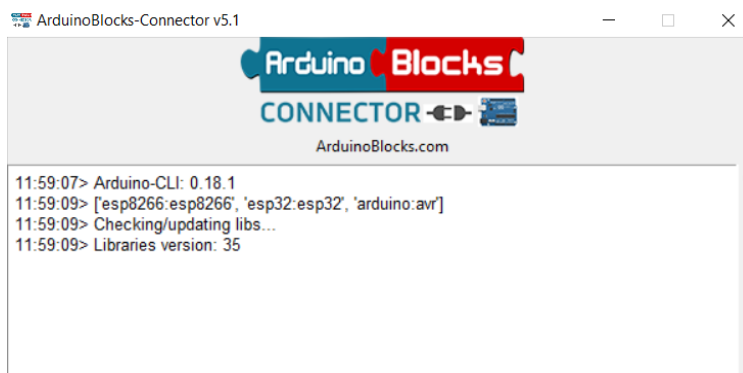 ArduinoBlocks-Connector v5.1
Arduino Blocks
CONNECTOR
ArduinoBlocks.com
11:59:07> Arduino-CLI: 0.18.1
11:59:09> ['esp8266:esp8266', 'esp32:esp32', 'arduino:avr']
11:59:09> Checking/updating libs...
11:59:09> Libraries version: 35